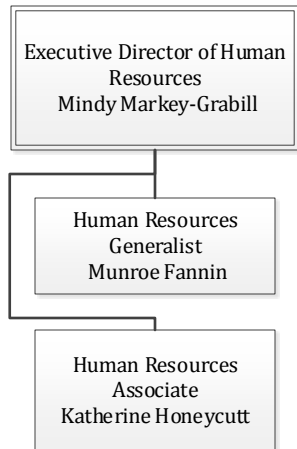 Executive Director of Human
Resources
Mindy Markey-Grabill
Human Resources
Generalist
Munroe Fannin
Human Resources
Associate
Katherine Honeycutt